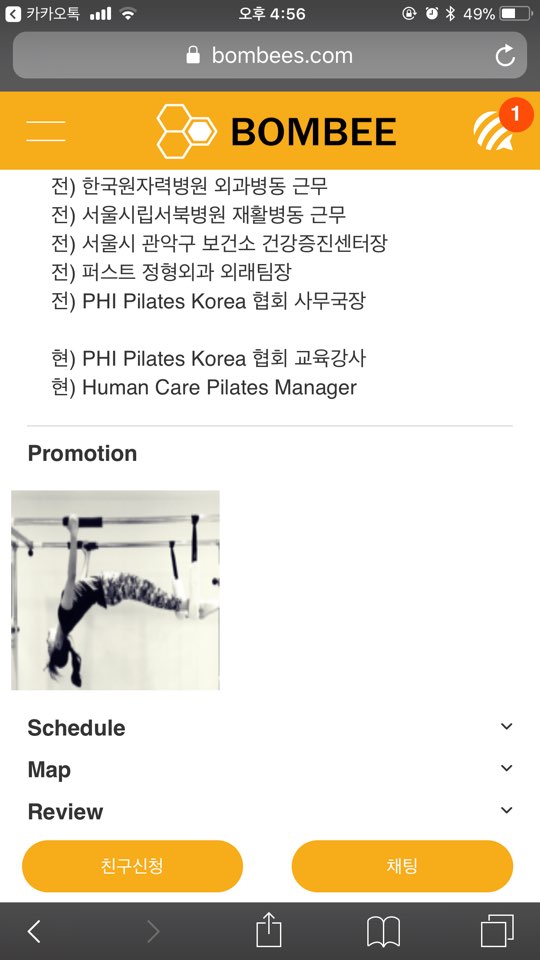 카카오톡
오후 4:56
49%
bombees.com
BOMBEE
1
전) 한국원자력병원 외과병동 근무
전) 서울시립서북병원 재활병동 근무
전) 서울시 관악구 보건소 건강증진센터장
전) 퍼스트 정형외과 외래팀장
전) PHI Pilates Korea 협회 사무국장
현) PHI Pilates Korea 협회 교육강사
현) Human Care Pilates Manager
Promotion
Schedule
Map
Review
친구신청
채팅